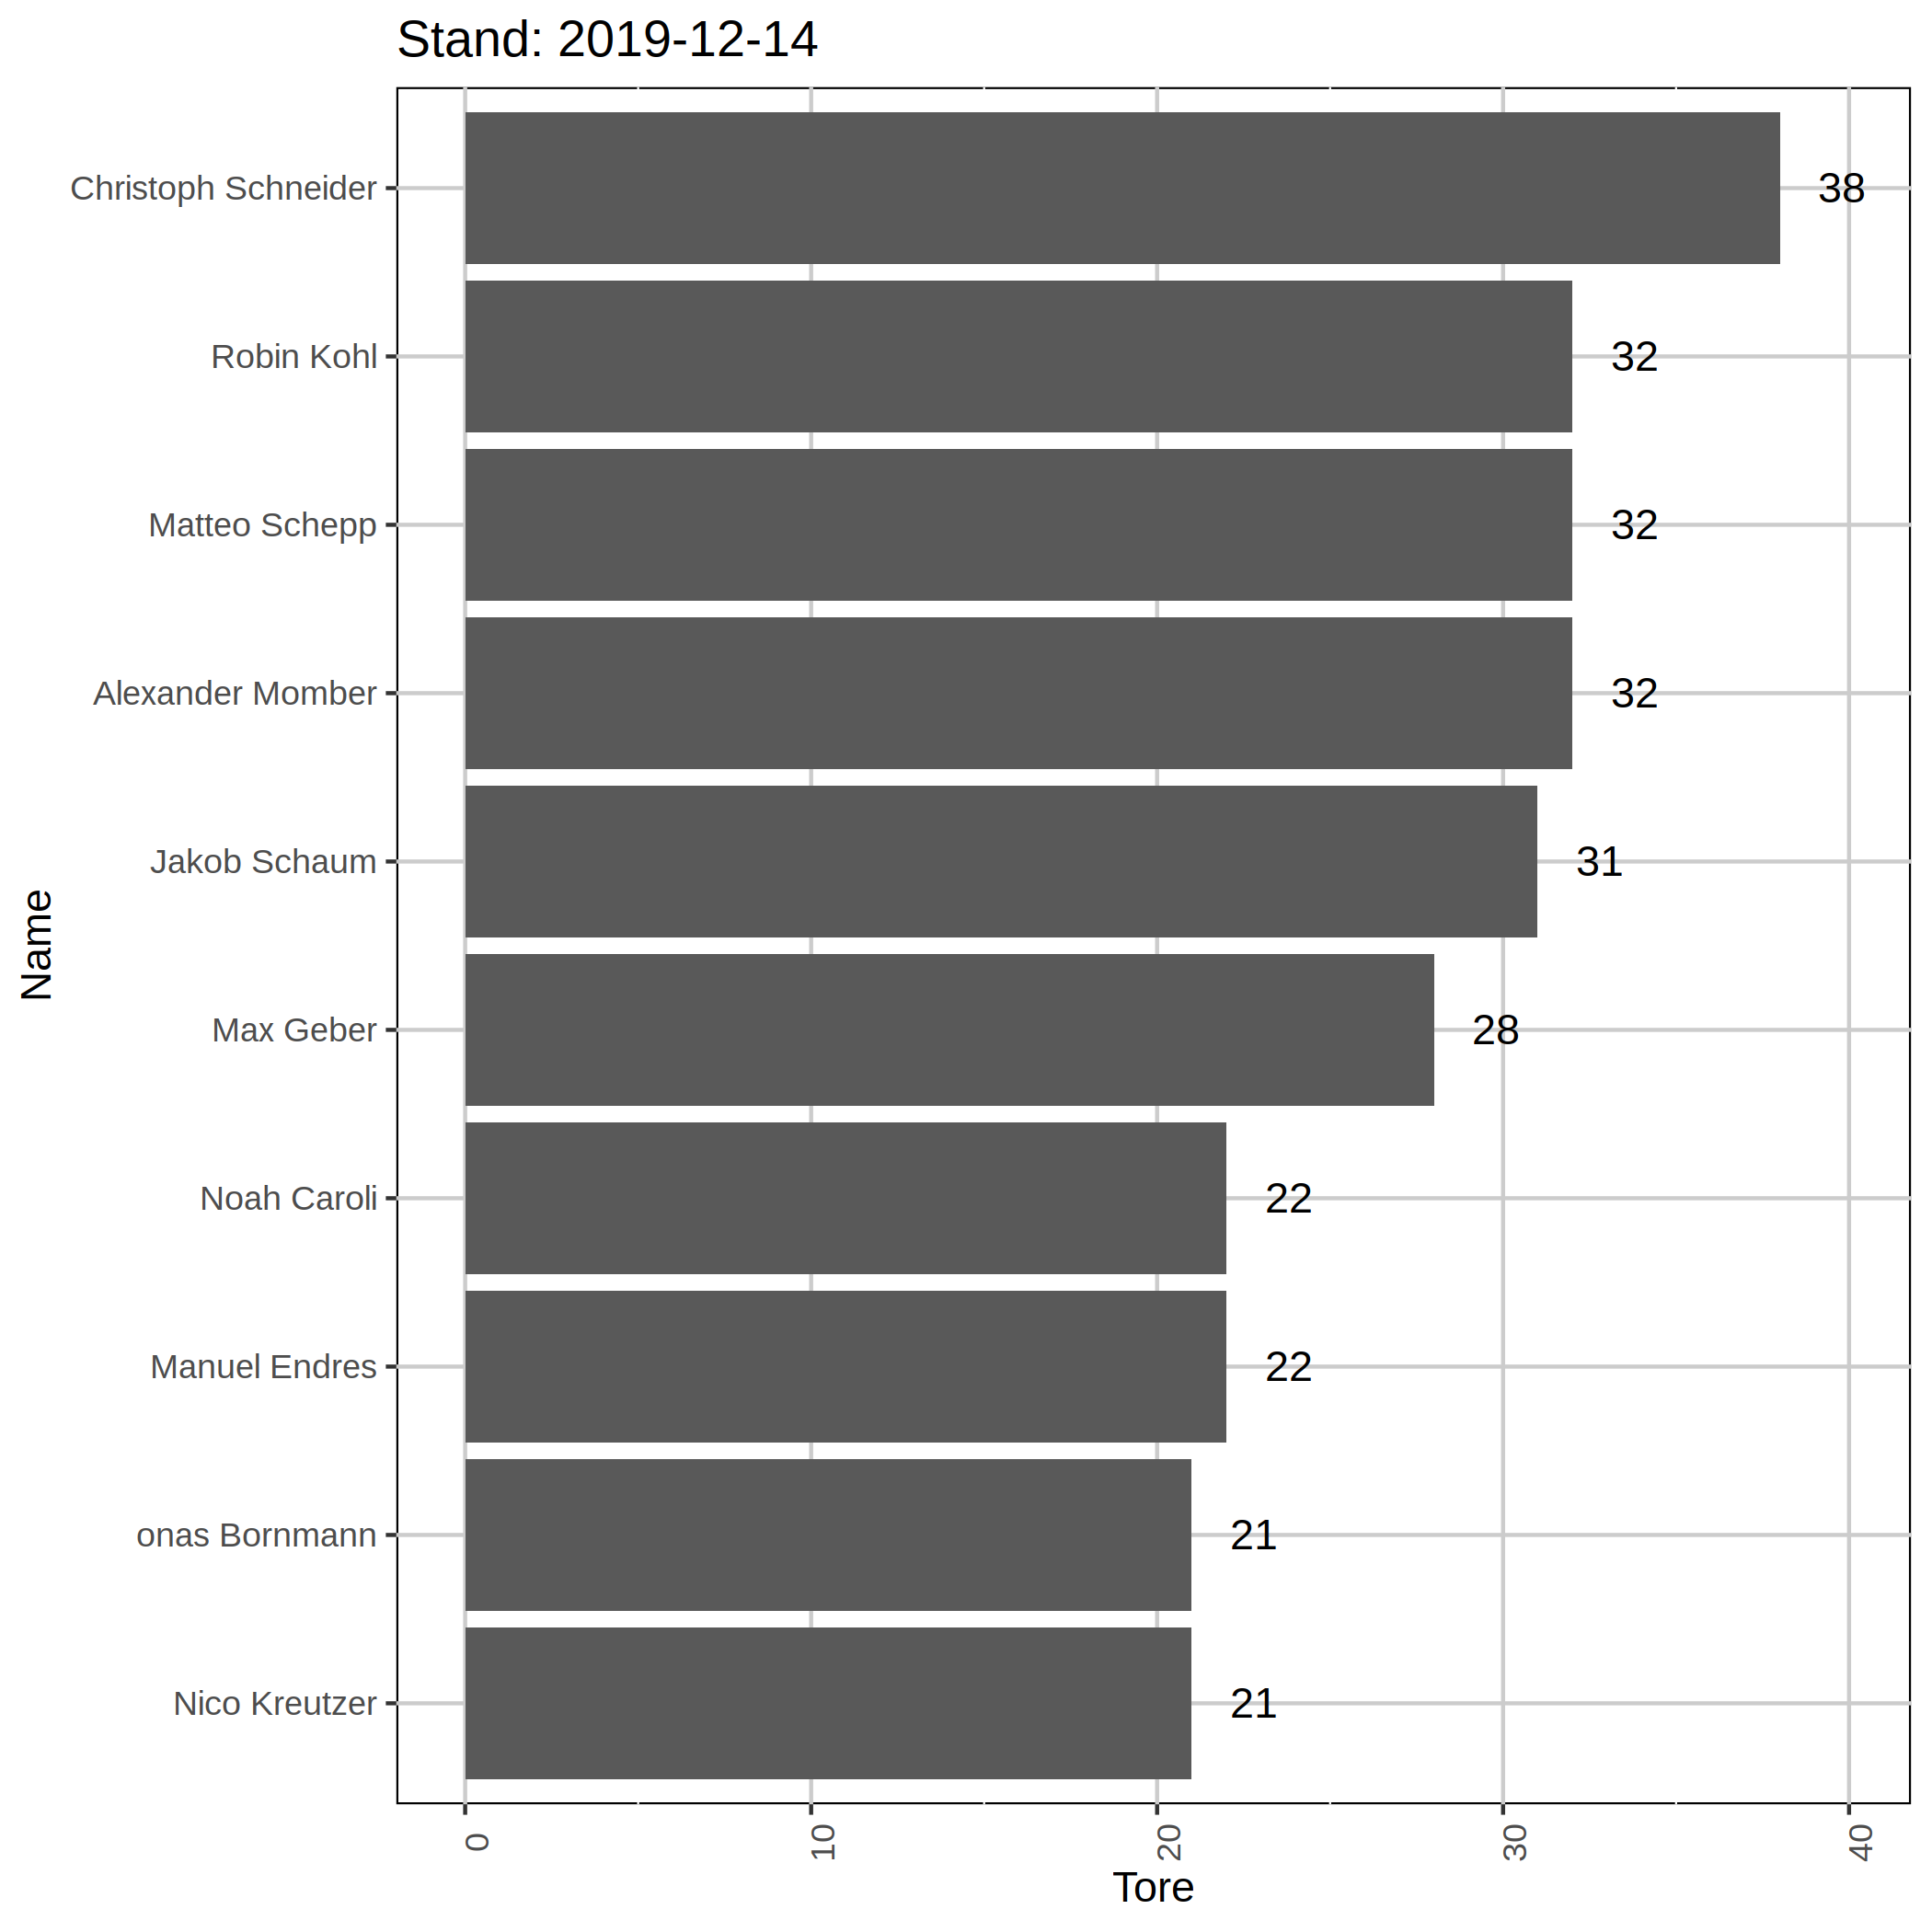 Stand: 2019-12-14
Christoph Schneider 38
Robin Kohl 32
Matteo Schepp 32
Alexander Momber 32
Jakob Schaum 31
Max Geber 28
Noah Caroli 22
Manuel Endres 22
onas Bornmann 21
Nico Kreutzer 21
Name
0 10 20 30 40
Tore